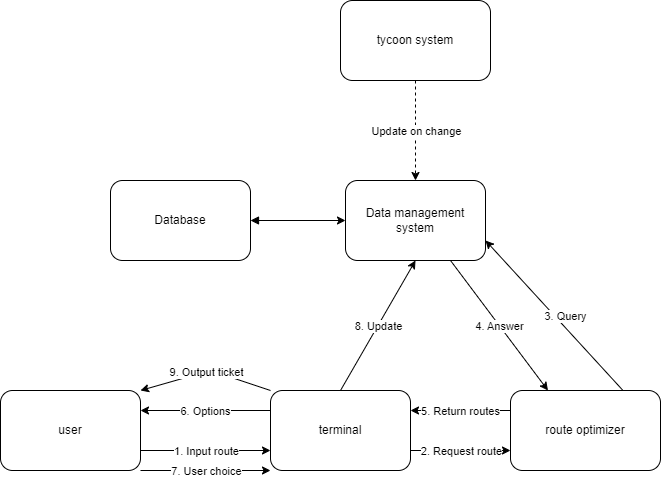 tycoon system
Update on change
Database
Data management
system
8. Update
4. Answer
3. Query
9. Output ticket
6. Options
5. Return routes
user
terminal
route optimizer
1. Input route
2. Request route
7. User choice